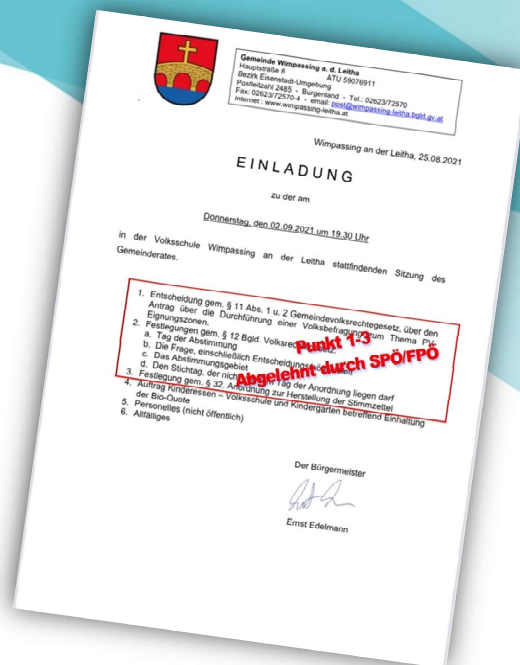 Gemeinde Wimpassing a. d. Leitha
Hauptstraße 8 ATU 59076911
Bezirk Eisenstadt-Umgebung
Postleitzahl 2485 - Burgenland - Tel.: 02623/72570
Fax: 02623/72570-4 - email: post@wimpassing-leitha.bgld.gv.at
Internet : www.wimpassing-leitha.at
Wimpassing an der Leitha, 25.08.2021
EINLADUNG
zu der am
Donnerstag, den 02.09.2021 um 19.30 Uhr
in der Volksschule Wimpassing an der Leitha stattfindenden Sitzung des
Gemeinderates.
1. Entscheidung gem. § 11 Abs. 1 u. 2 Gemeindevolksrechtegesetz, über den
Antrag über die Durchführung einer Volksbefragung zum Thema PV-
Eignungszonen.
2. Festlegungen gem. § 12 Bgld.
a. Tag der Abstimmung
b. Die Frage, einschließlich
c. Das Abstimmungsgebiet
d. Den Stichtag, der Tag der Anordnung liegen darf
3. Festlegung gem. § 32. Anordnung zur Herstellung der Stimmzettel
4. Auftrag Kinderessen – Volksschule und Kindergärten betreffend Einhaltung
der Bio-Quote
5. Personelles (nicht öffentlich)
6. Allfälliges
Punkt 1-3
Abgelehnt durch SPÖ/FPÖ
Der Bürgermeister
Ernst Edelmann